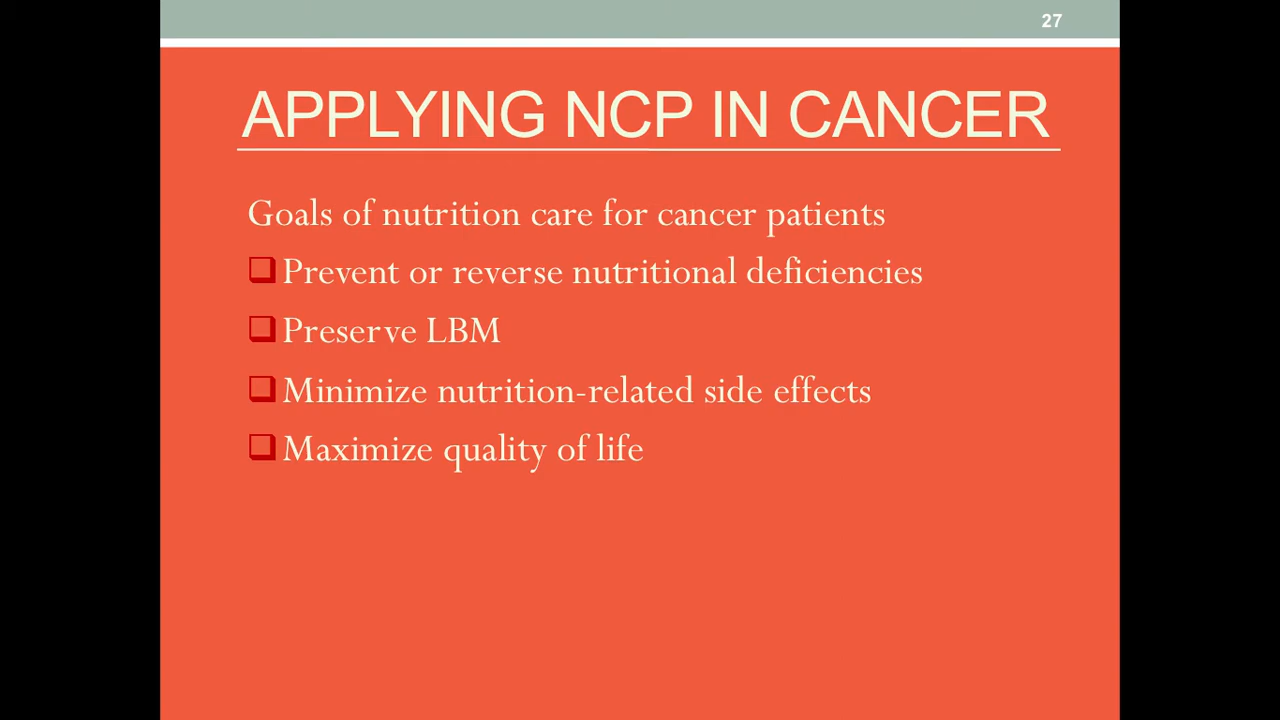 27
APPLYING NCP IN CANCER
Goals of nutrition care for cancer patients
Prevent or reverse nutritional deficiencies
Preserve LBM
Minimize nutrition-related side effects
Maximize quality of life